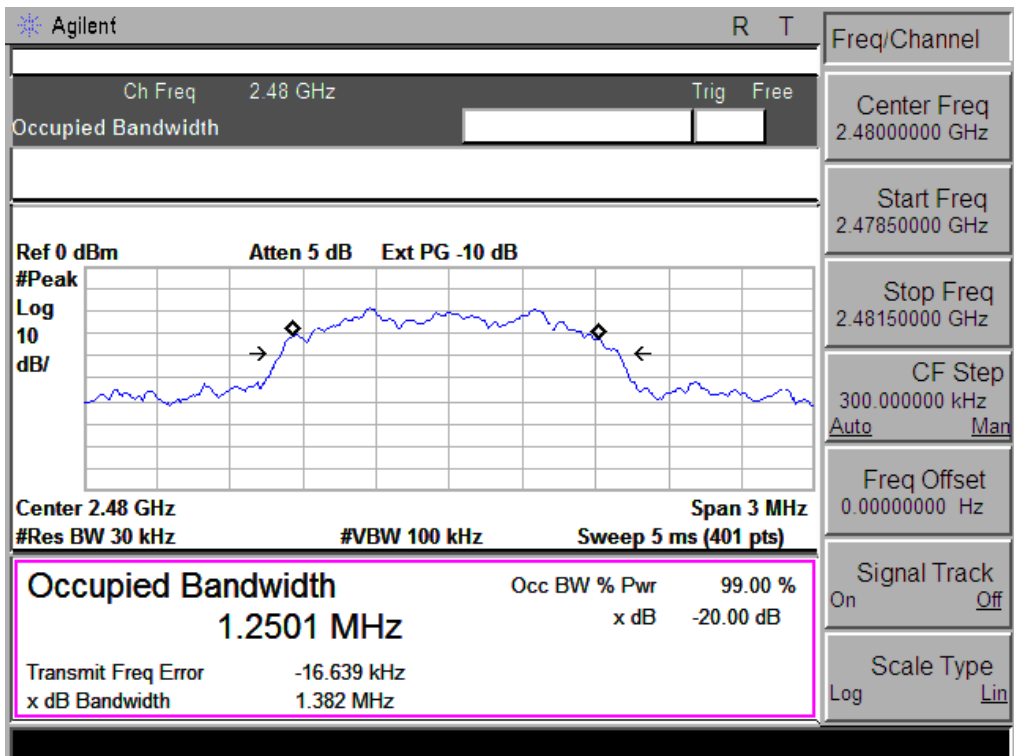 Agilent R T
Ch Freq 2.48 GHz Trig Free
Occupied Bandwidth
Ref 0 dBm Atten 5 dB Ext PG -10 dB
#Peak
Log
10
dB/
Center 2.48 GHz Span 3 MHz
#Res BW 30 kHz #VBW 100 kHz Sweep 5 ms (401 pts)
Occupied Bandwidth Occ BW % Pwr 99.00 %
1.2501 MHz x dB -20.00 dB
Transmit Freq Error -16.639 kHz
x dB Bandwidth 1.382 MHz
Freq/Channel
Center Freq
2.48000000 GHz
Start Freq
2.47850000 GHz
Stop Freq
2.48150000 GHz
CF Step
300.000000 kHz
Auto Man
Freq Offset
0.00000000 Hz
Signal Track
On Off
Scale Type
Log Lin